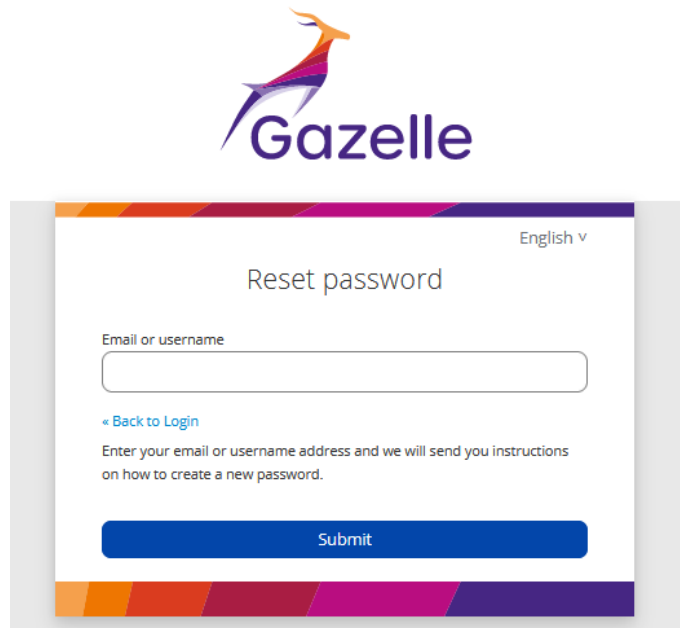 Gazelle
English ˅
Reset password
Email or username
« Back to Login
Enter your email or username address and we will send you instructions
on how to create a new password.
Submit